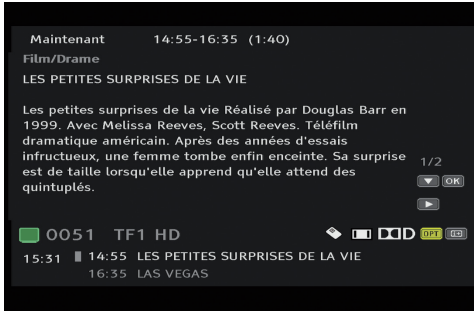 Maintenant 14:55-16:35 (1:40)
Film/Drame
LES PETITES SURPRISES DE LA VIE
Les petites surprises de la vie Réalisé par Douglas Barr en
1999. Avec Melissa Reeves, Scott Reeves. Téléfilm
dramatique américain. Après des années d'essais
infructueux, une femme tombe enfin enceinte. Sa surprise
est de taille lorsqu'elle apprend qu'elle attend des
quintuplés.
1/2
OK
0051 TF1 HD OPT
15:31 14:55 LES PETITES SURPRISES DE LA VIE
16:35 LAS VEGAS